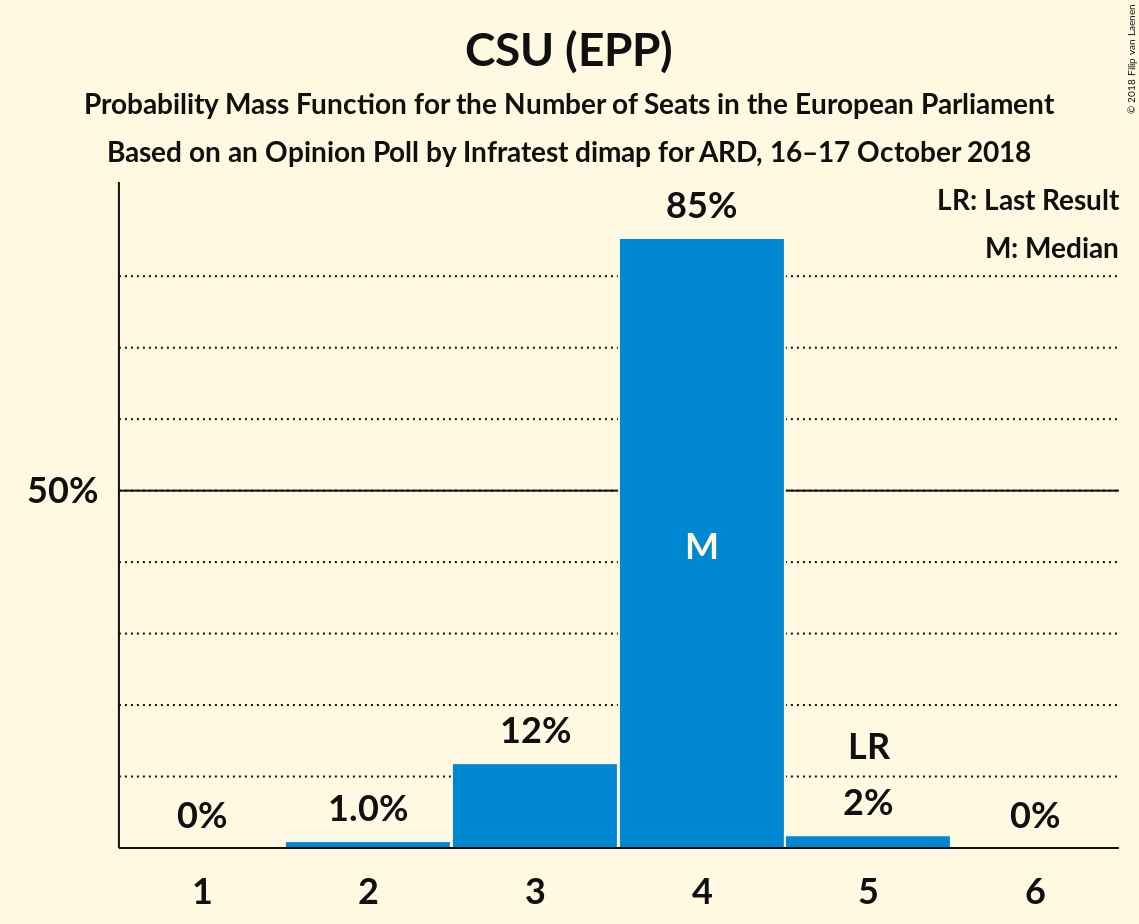 CSU (EPP)
Probability Mass Function for the Number of Seats in the European Parliament
Based on an Opinion Poll by Infratest dimap for ARD, 16–17 October 2018
© 2018 Filip van Laenen
LR: Last Result
M: Median
85%
50%
M
12%
LR
0%
1.0%
2%
0%
1
2
3
4
5
6